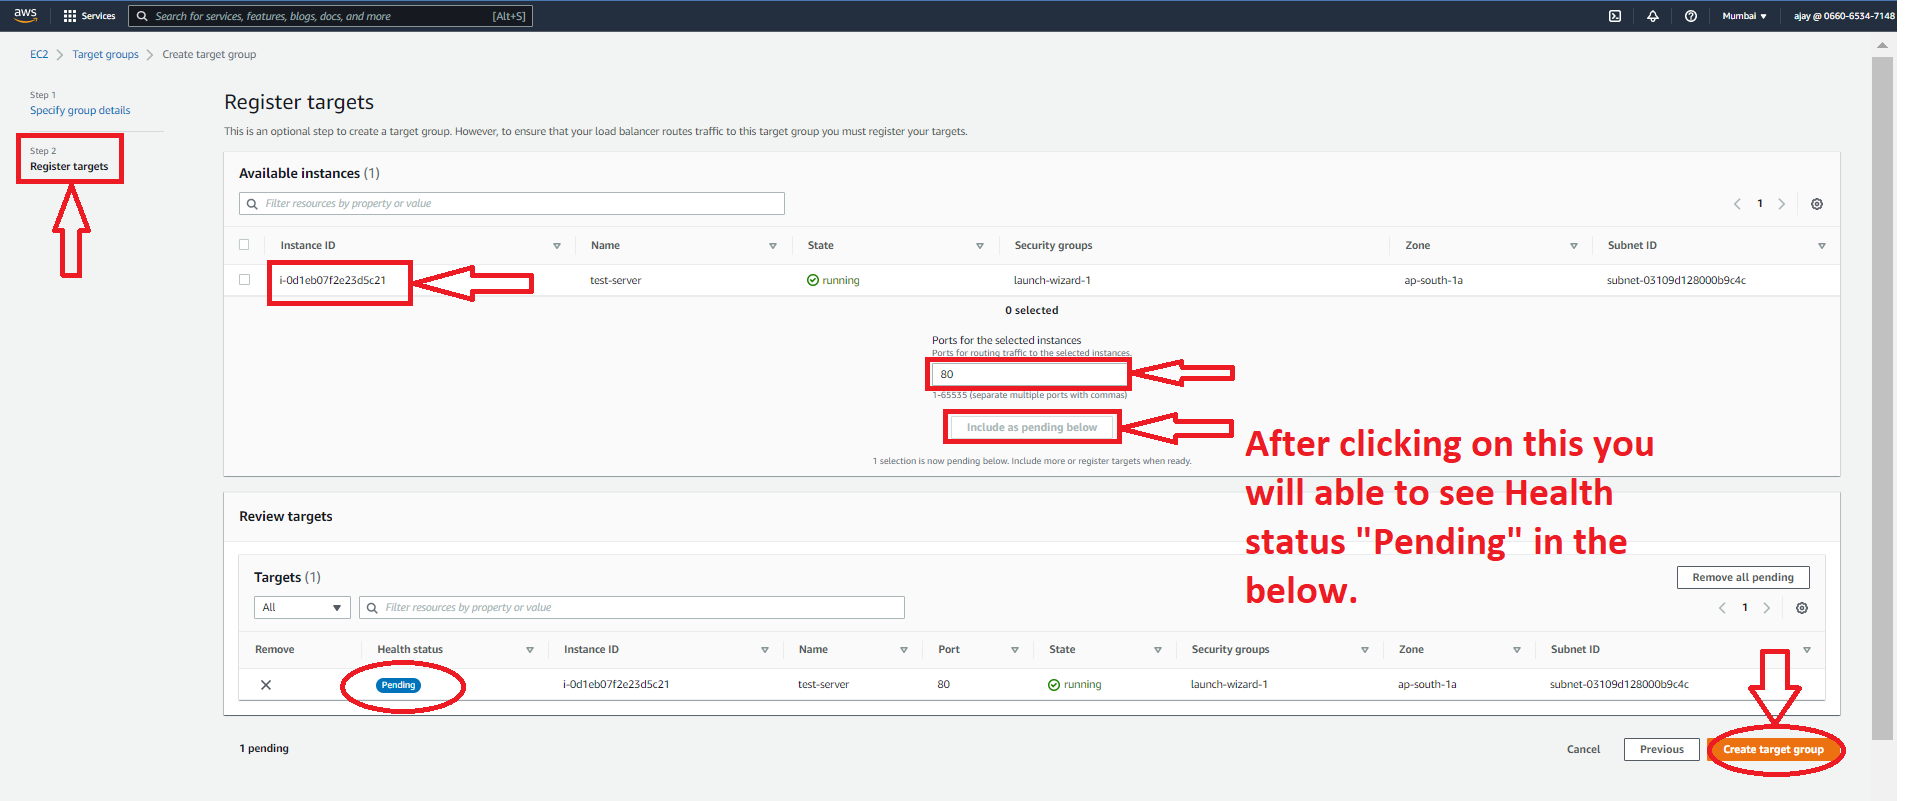 aws Services Search for services, features, blogs, docs, and more [Alt+S] Mumbai ajay @ 0660-6534-7148
EC2 Target groups Create target group
Step 1
Specify group details
Step 2
Register targets
Register targets
This is an optional step to create a target group. However, to ensure that your load balancer routes traffic to this target group you must register your targets.
Available instances (1)
Filter resources by property or value 1
Instance ID Name State Security groups Zone Subnet ID
i-0d1eb07f2e23d5c21 test-server running launch-wizard-1 ap-south-1a subnet-03109d128000b9c4c
0 selected
Ports for the selected instances
Ports for routing traffic to the selected instances.
80
1-65535 (separate multiple ports with commas)
Include as pending below
1 selection is now pending below. Include more or register targets when ready.
After clicking on this you
will able to see Health
status "Pending" in the
below.
Review targets
Targets (1) Remove all pending
All Filter resources by property or value 1
Remove Health status Instance ID Name Port State Security groups Zone Subnet ID
Pending i-0d1eb07f2e23d5c21 test-server 80 running launch-wizard-1 ap-south-1a subnet-03109d128000b9c4c
1 pending Cancel Previous Create target group